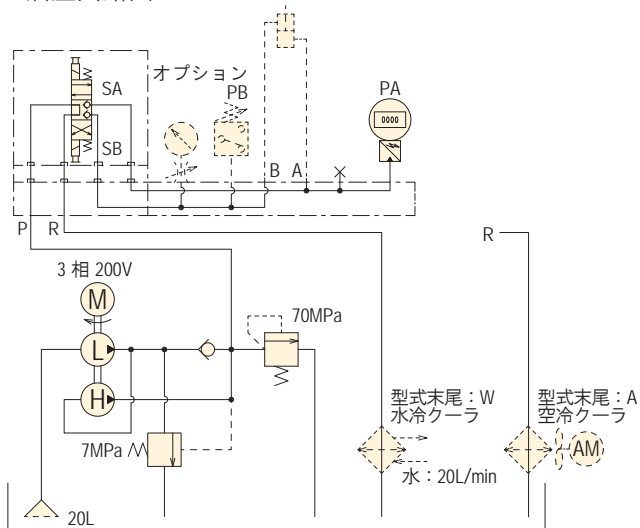 オプション
SA
PB
PA
0000
SB
B A
P R
R
3 相 200V
M
70MPa
L
H
型式末尾：W
水冷クーラ
型式末尾：A
空冷クーラ
AM
7MPa
水：20L/min
20L